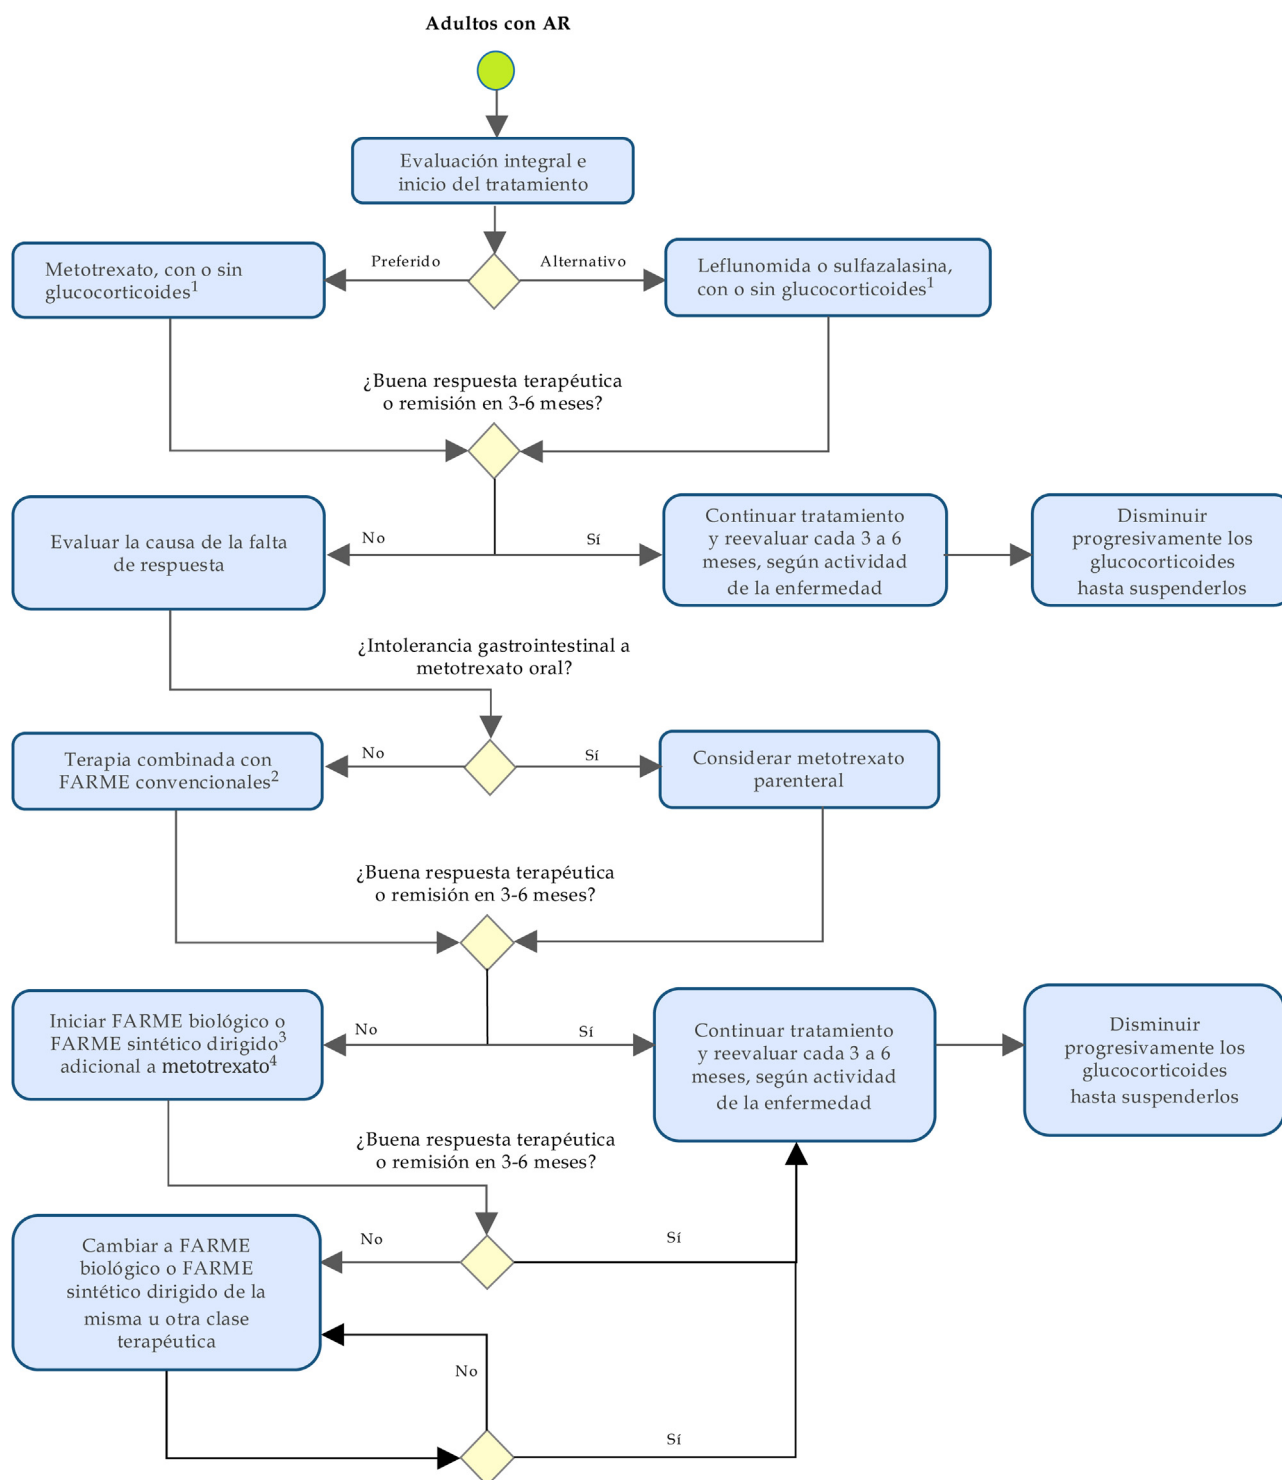 Adultos con AR
Evaluación integral e
inicio del tratamiento
Preferido
Alternativo
Metotrexato, con o sin
glucocorticoides1
Leflunomida o sulfazalasina,
con o sin glucocorticoides1
¿Buena respuesta terapéutica
o remisión en 3-6 meses?
No
Sí
Evaluar la causa de la falta
de respuesta
Continuar tratamiento
y reevaluar cada 3 a 6
meses, según actividad
de la enfermedad
Disminuir
progresivamente los
glucocorticoides
hasta suspenderlos
¿Intolerancia gastrointestinal a
metotrexato oral?
No
Sí
Terapia combinada con
FARME convencionales2
Considerar metotrexato
parenteral
¿Buena respuesta terapéutica
o remisión en 3-6 meses?
No
Sí
Iniciar FARME biológico o
FARME sintético dirigido3
adicional a metotrexato4
Continuar tratamiento
y reevaluar cada 3 a 6
meses, según actividad
de la enfermedad
Disminuir
progresivamente los
glucocorticoides
hasta suspenderlos
¿Buena respuesta terapéutica
o remisión en 3-6 meses?
No
Sí
Cambiar a FARME
biológico o FARME
sintético dirigido de la
misma u otra clase
terapéutica
No
Sí